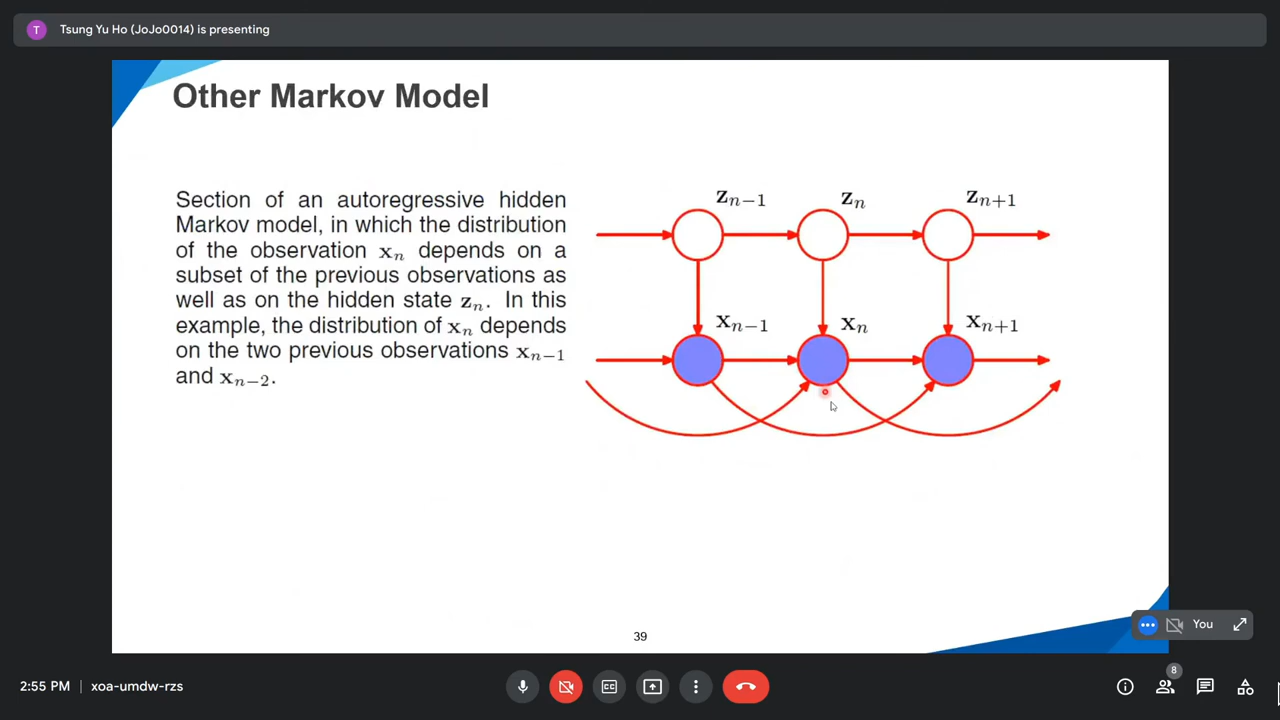 T Tsung Yu Ho (JoJo0014) is presenting
Other Markov Model
Section of an autoregressive hidden
Markov model, in which the distribution
of the observation xₙ depends on a
subset of the previous observations as
well as on the hidden state zₙ. In this
example, the distribution of xₙ depends
on the two previous observations xₙ₋₁
and xₙ₋₂.
zₙ₋₁ zₙ zₙ₊₁
xₙ₋₁ xₙ xₙ₊₁
39
You
2:55 PM | xoa-umdw-rzs
CC
8